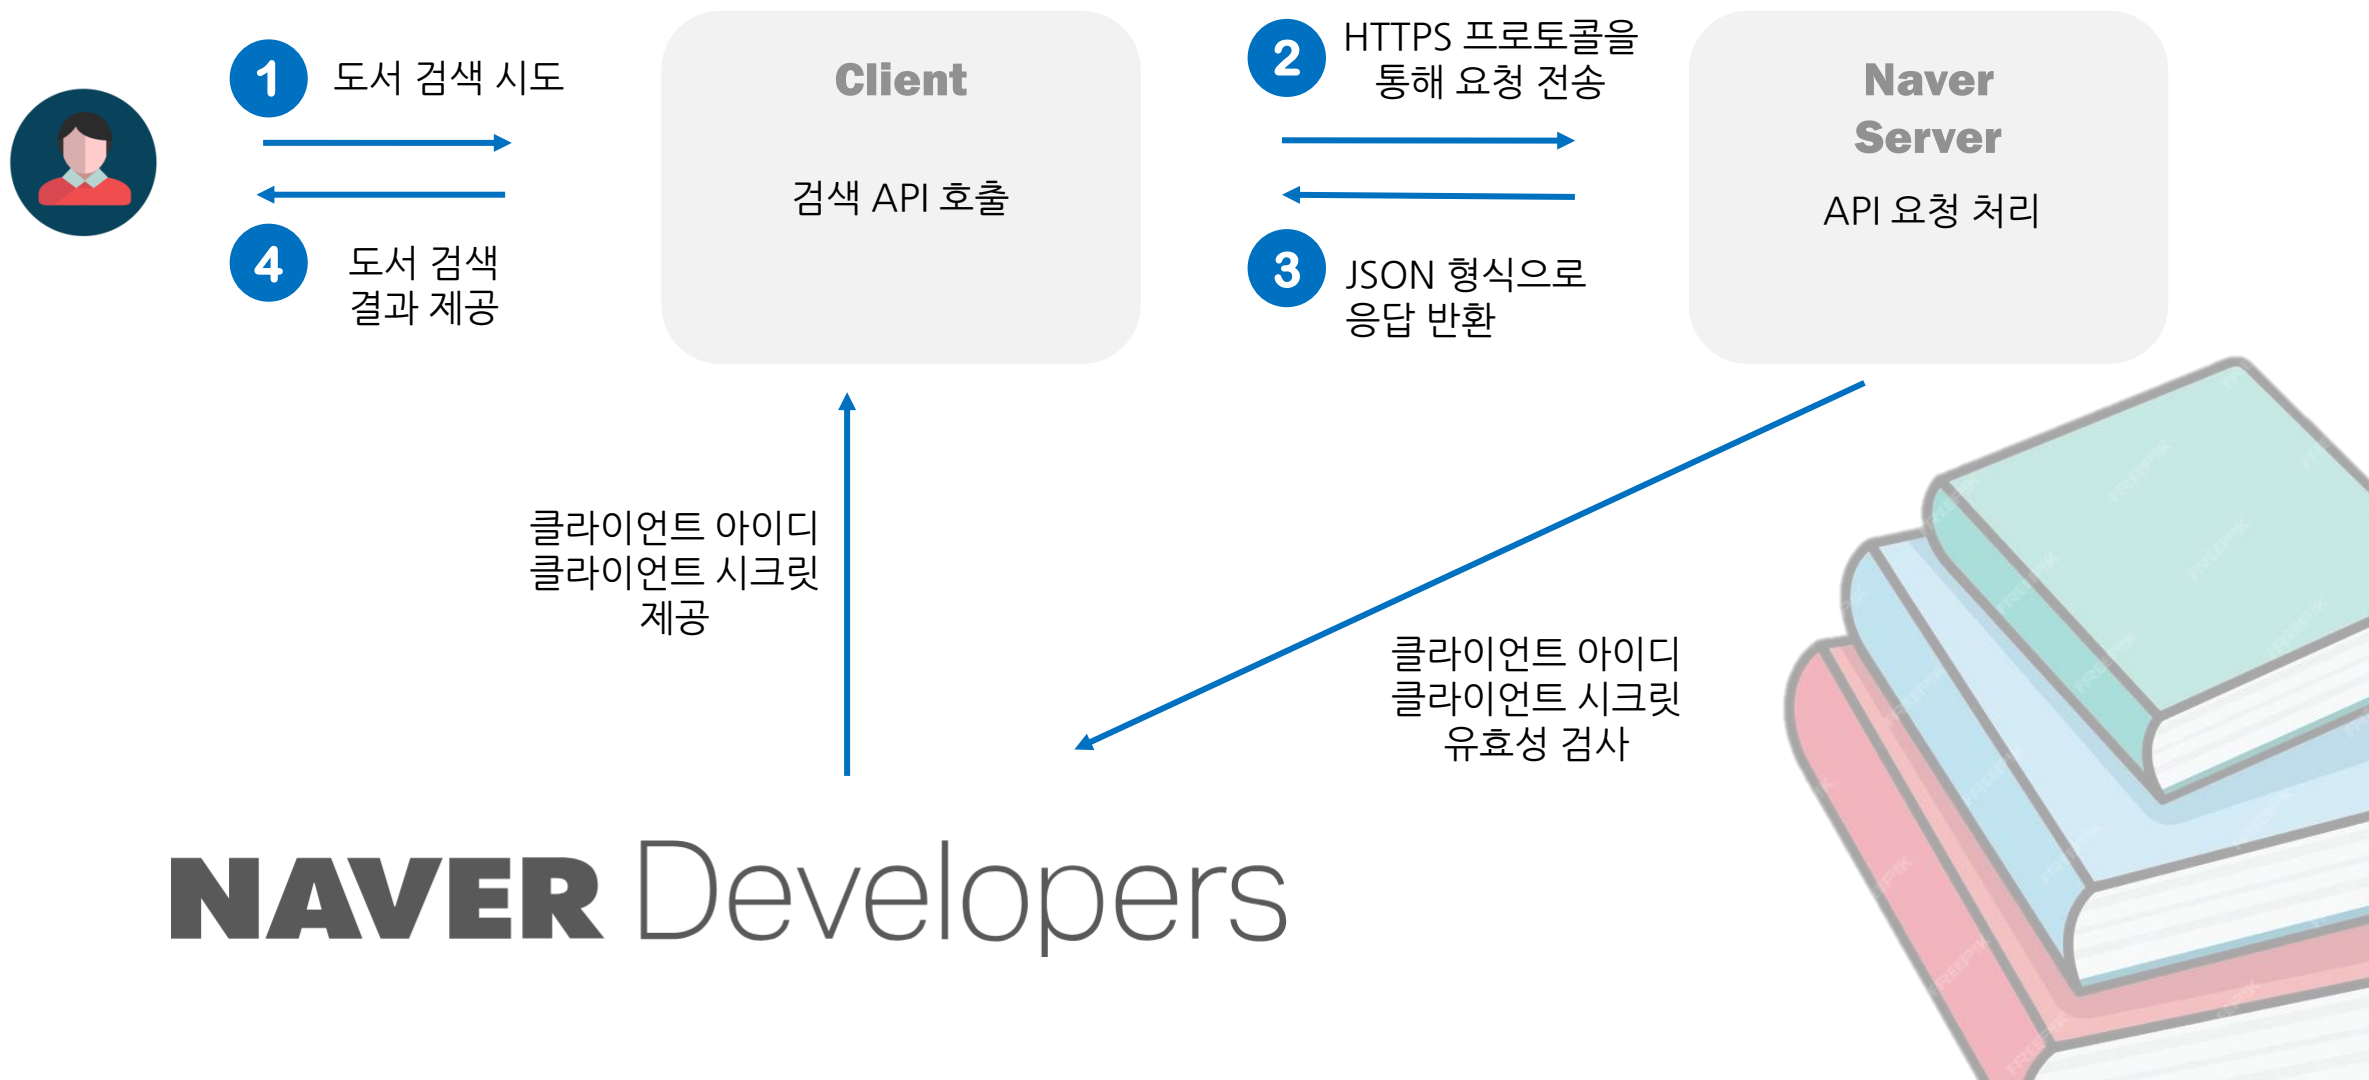 1
도서 검색 시도
Client
검색 API 호출
2
HTTPS 프로토콜을
통해 요청 전송
Naver
Server
API 요청 처리
4
도서 검색
결과 제공
3
JSON 형식으로
응답 반환
클라이언트 아이디
클라이언트 시크릿
제공
클라이언트 아이디
클라이언트 시크릿
유효성 검사
NAVER Developers